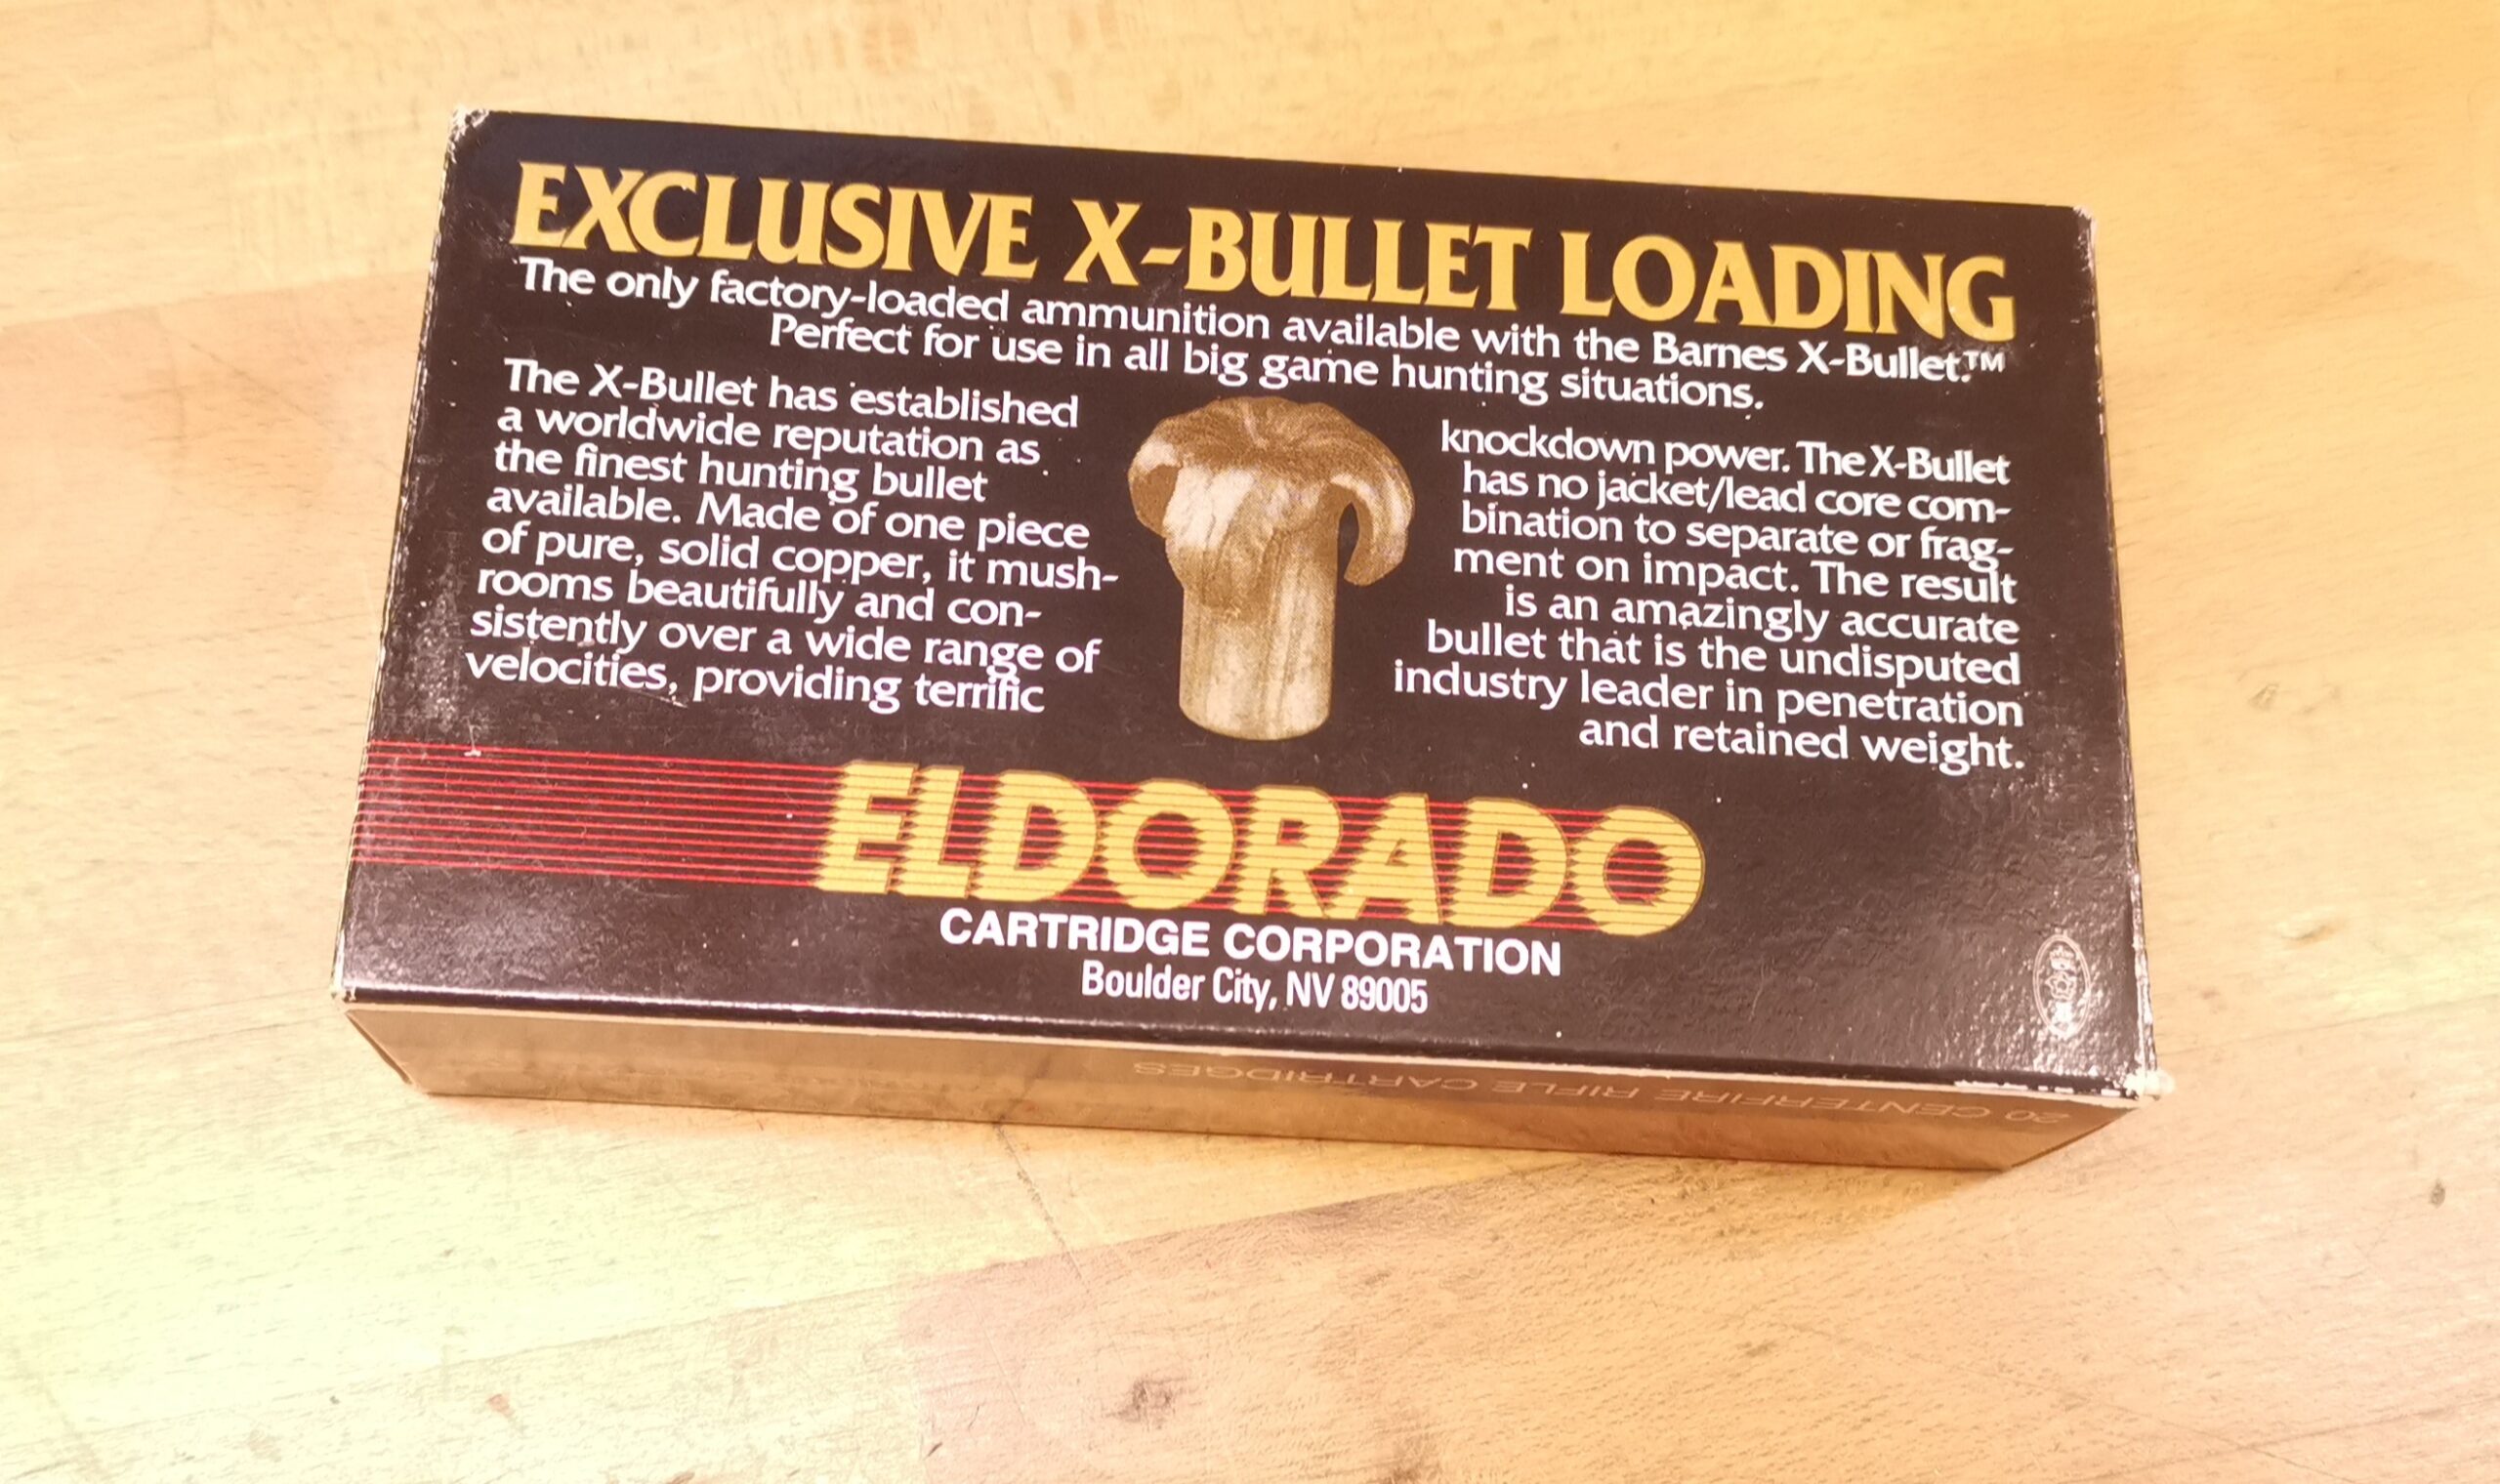 EXCLUSIVE X-BULLET LOADING
The only factory-loaded ammunition available with the Barnes X-Bullet.™
Perfect for use in all big game hunting situations.
The X-Bullet has established
a worldwide reputation as
the finest hunting bullet
available. Made of one piece
of pure, solid copper, it mush-
rooms beautifully and con-
sistently over a wide range of
velocities, providing terrific
knockdown power. The X-Bullet
has no jacket/lead core com-
bination to separate or frag-
ment on impact. The result
is an amazingly accurate
bullet that is the undisputed
industry leader in penetration
and retained weight.
ELDORADO
CARTRIDGE CORPORATION
Boulder City, NV 89005
20 CENTERFIRE RIFLE CARTRIDGES